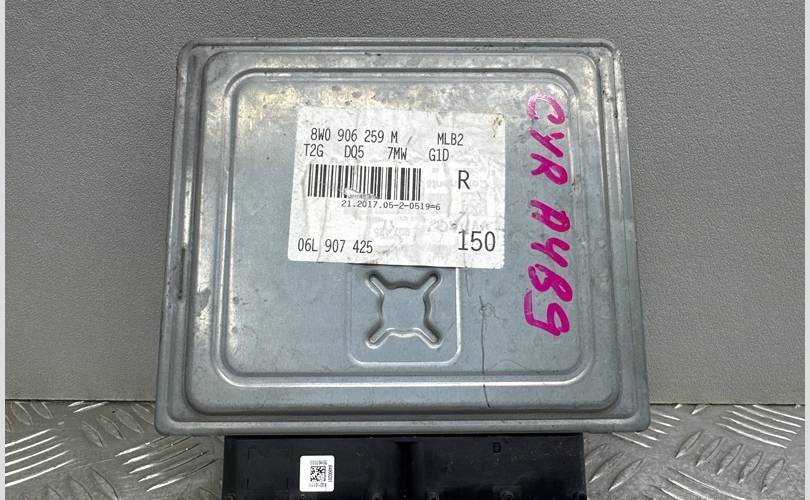 8W0 906 259 M MLB2
T2G DQ5 7MW G1D
R
21.2017.05-2-0519=6
06L 907 425 150
CYR A4B9